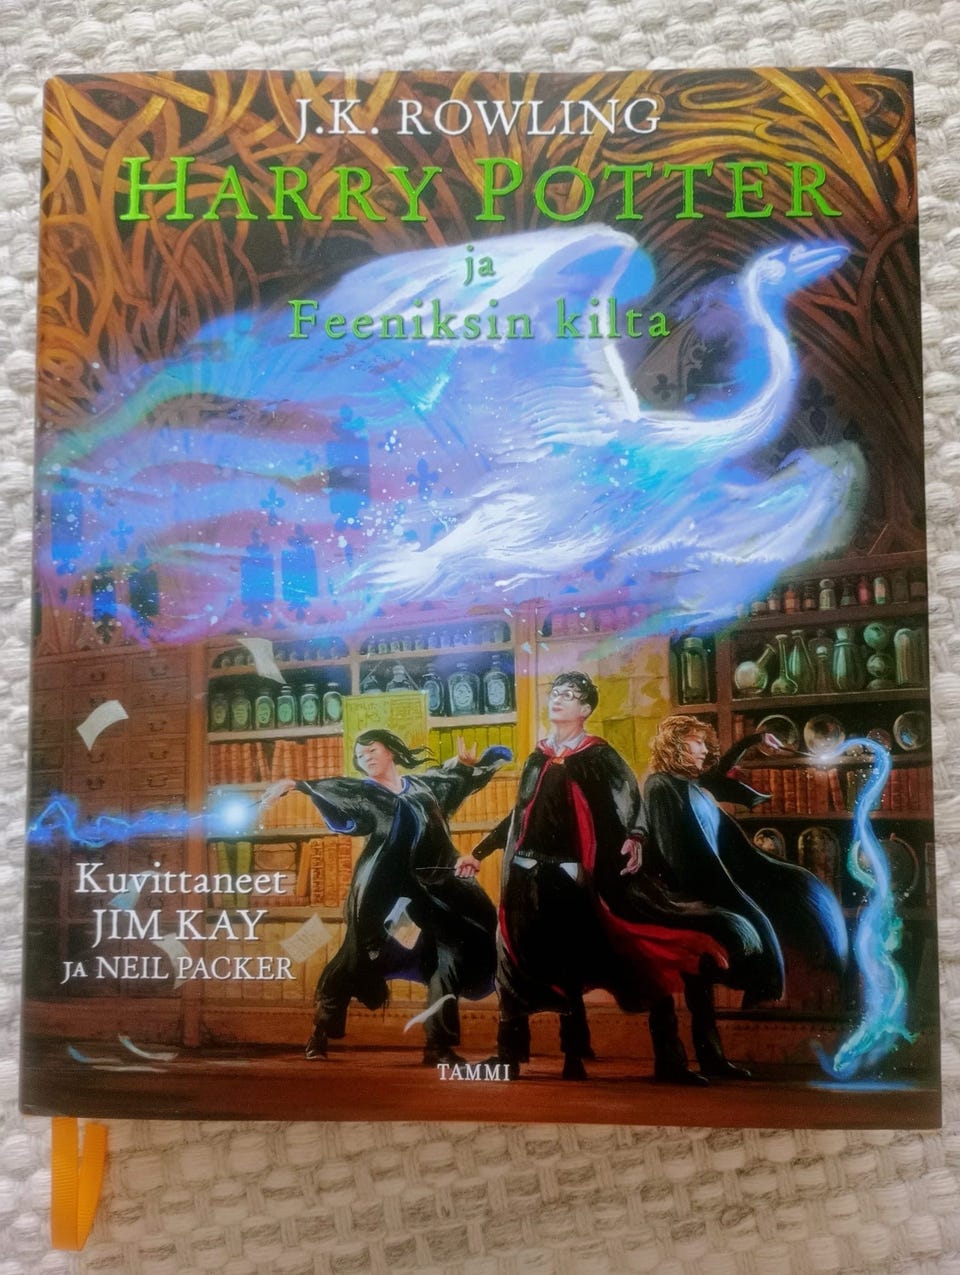 J.K. ROWLING
HARRY POTTER
ja
Feeniksin kilta
Kuvittaneet
JIM KAY
JA NEIL PACKER
TAMMI